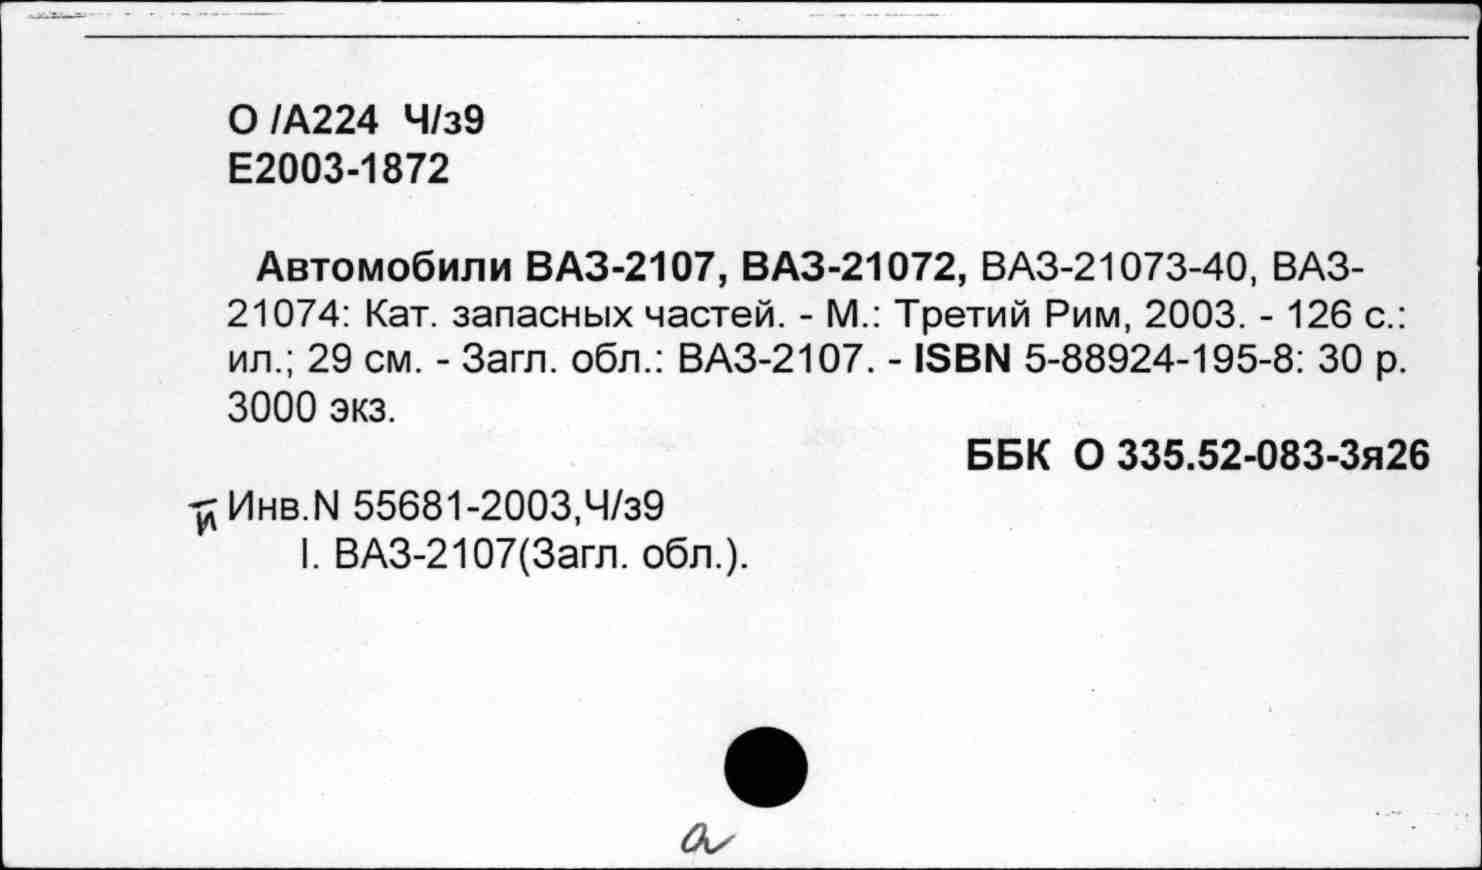 О /А224 Ч/з9
Е2003-1872
Автомобили ВАЗ-2107, ВАЗ-21072, ВАЗ-21073-40, ВАЗ-
21074: Кат. запасных частей. - М.: Третий Рим, 2003. - 126 с.:
ил.; 29 см. - Загл. обл.: ВАЗ-2107. - ISBN 5-88924-195-8: 30 р.
3000 экз.
ББК О 335.52-083-3я26
Инв.N 55681-2003,Ч/з9
I. ВАЗ-2107(Загл. обл.).